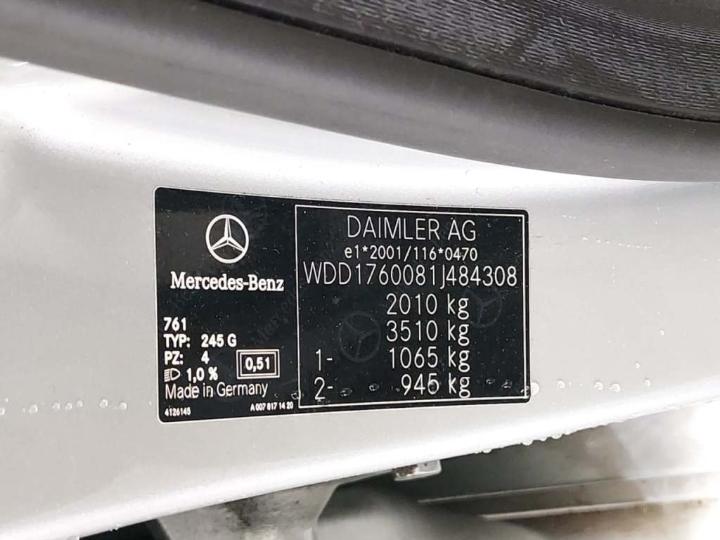 Mercedes-Benz
761
TYP: 245 G
PZ: 4
0,51
1,0 %
Made in Germany
4126145
A 007 817 14 20
DAIMLER AG
e1*2001/116*0470
WDD1760081J484308
2010 kg
3510 kg
1- 1065 kg
2- 945 kg